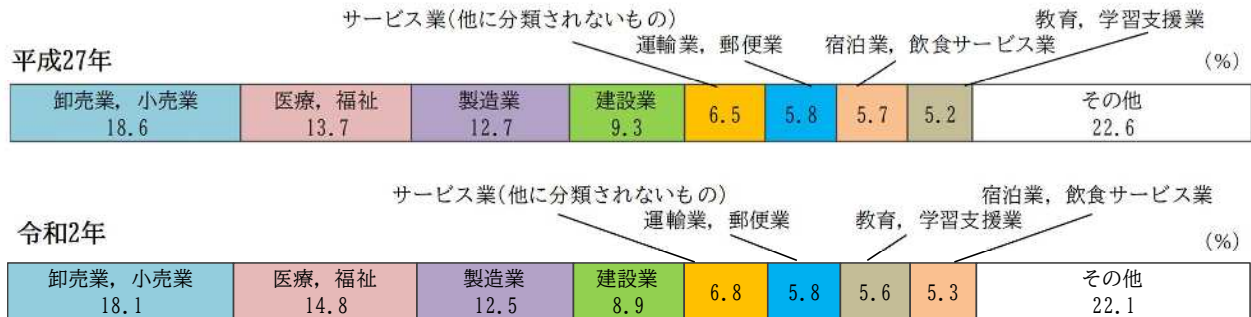 サービス業(他に分類されないもの) 教育, 学習支援業
運輸業, 郵便業 宿泊業, 飲食サービス業
平成27年 (%)
卸売業, 小売業 医療, 福祉 製造業 建設業 その他
18.6 13.7 12.7 9.3 6.5 5.8 5.7 5.2 22.6
サービス業(他に分類されないもの) 宿泊業, 飲食サービス業
運輸業, 郵便業 教育, 学習支援業
令和2年 (%)
卸売業, 小売業 医療, 福祉 製造業 建設業 その他
18.1 14.8 12.5 8.9 6.8 5.8 5.6 5.3 22.1